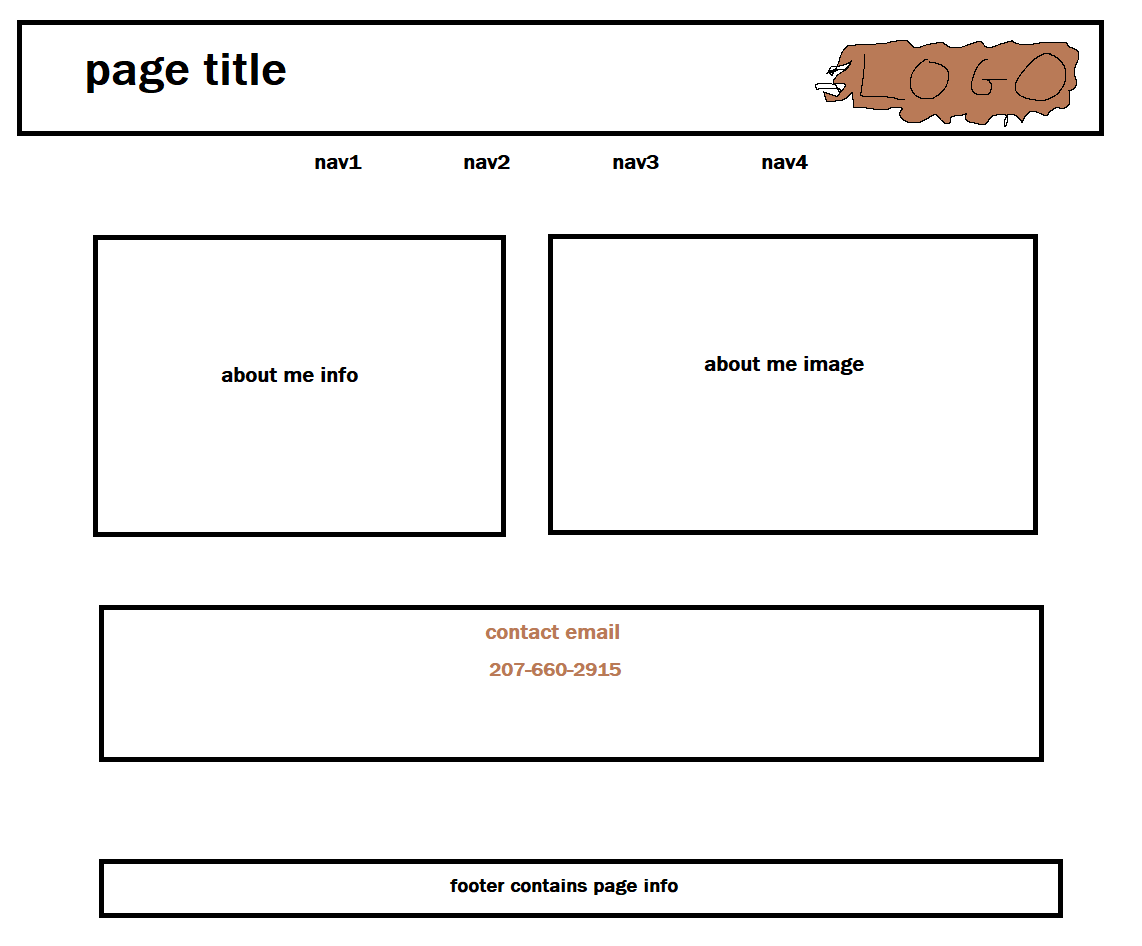 page title
LOGO
nav1 nav2 nav3 nav4
about me info
about me image
contact email
207-660-2915
footer contains page info